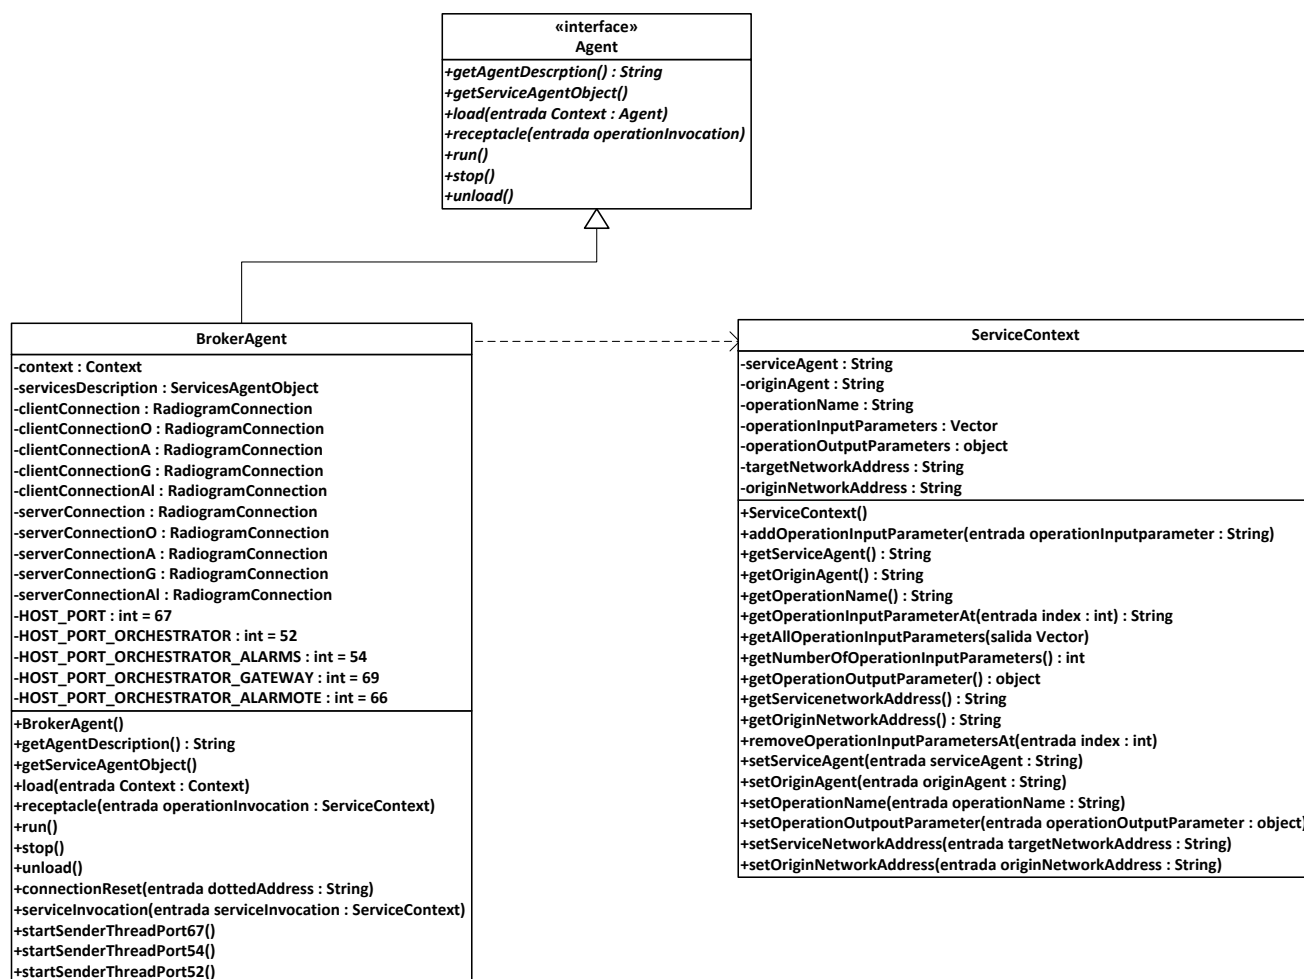 «interface»
Agent
+getAgentDescrption() : String
+getServiceAgentObject()
+load(entrada Context : Agent)
+receptacle(entrada operationInvocation)
+run()
+stop()
+unload()
BrokerAgent
-context : Context
-servicesDescription : ServicesAgentObject
-clientConnection : RadiogramConnection
-clientConnectionO : RadiogramConnection
-clientConnectionA : RadiogramConnection
-clientConnectionG : RadiogramConnection
-clientConnectionAl : RadiogramConnection
-serverConnection : RadiogramConnection
-serverConnectionO : RadiogramConnection
-serverConnectionA : RadiogramConnection
-serverConnectionG : RadiogramConnection
-serverConnectionAl : RadiogramConnection
-HOST_PORT : int = 67
-HOST_PORT_ORCHESTRATOR : int = 52
-HOST_PORT_ORCHESTRATOR_ALARMS : int = 54
-HOST_PORT_ORCHESTRATOR_GATEWAY : int = 69
-HOST_PORT_ORCHESTRATOR_ALARMOTE : int = 66
+BrokerAgent()
+getAgentDescription() : String
+getServiceAgentObject()
+load(entrada Context : Context)
+receptacle(entrada operationInvocation : ServiceContext)
+run()
+stop()
+unload()
+connectionReset(entrada dottedAddress : String)
+serviceInvocation(entrada serviceInvocation : ServiceContext)
+startSenderThreadPort67()
+startSenderThreadPort54()
+startSenderThreadPort52()
ServiceContext
-serviceAgent : String
-originAgent : String
-operationName : String
-operationInputParameters : Vector
-operationOutputParameters : object
-targetNetworkAddress : String
-originNetworkAddress : String
+ServiceContext()
+addOperationInputParameter(entrada operationInputparameter : String)
+getServiceAgent() : String
+getOriginAgent() : String
+getOperationName() : String
+getOperationInputParameterAt(entrada index : int) : String
+getAllOperationInputParameters(salida Vector)
+getNumberOfOperationInputParameters() : int
+getOperationOutputParameter() : object
+getServicenetworkAddress() : String
+getOriginNetworkAddress() : String
+removeOperationInputParametersAt(entrada index : int)
+setServiceAgent(entrada serviceAgent : String)
+setOriginAgent(entrada originAgent : String)
+setOperationName(entrada operationName : String)
+setOperationOutpoutParameter(entrada operationOutputParameter : object)
+setServiceNetworkAddress(entrada targetNetworkAddress : String)
+setOriginNetworkAddress(entrada originNetworkAddress : String)